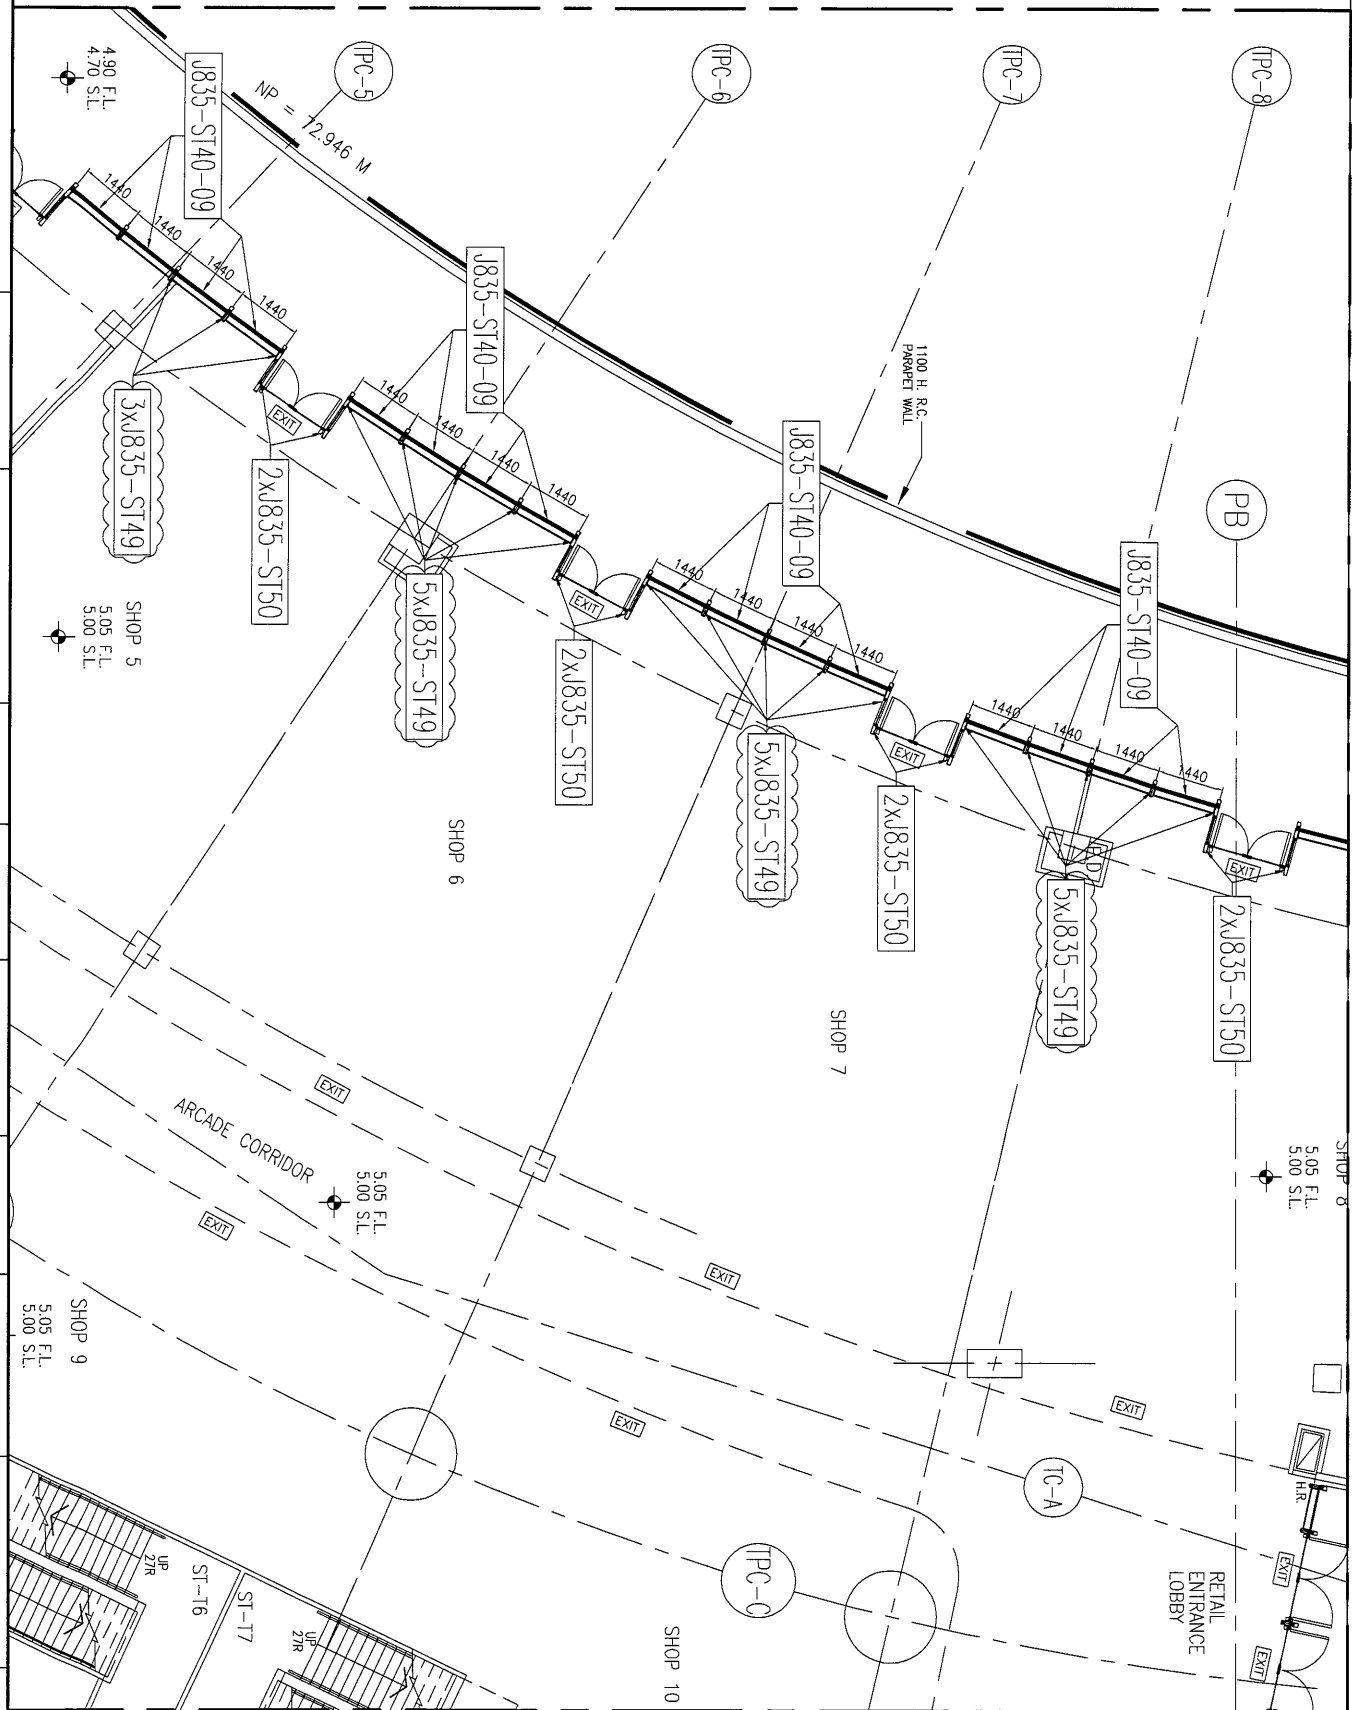 TPC-5
TPC-6
TPC-7
TPC-8
4.90 F.L.
4.70 S.L.
NP = 72.946 M
J835-ST40-09
1440
1440
1440
1440
J835-ST40-09
1440
1440
1440
1440
1100 H. R.C.
PARAPET WALL
J835-ST40-09
1440
1440
1440
1440
PB
J835-ST40-09
1440
1440
1440
1440
3xJ835-ST49
EXIT
2xJ835-ST50
5xJ835-ST49
EXIT
2xJ835-ST50
5xJ835-ST49
EXIT
2xJ835-ST50
5xJ835-ST49
EXIT
2xJ835-ST50
SHOP 5
5.05 F.L.
5.00 S.L.
SHOP 6
SHOP 7
SHOP 8
5.05 F.L.
5.00 S.L.
EXIT
ARCADE CORRIDOR
5.05 F.L.
5.00 S.L.
EXIT
EXIT
EXIT
EXIT
SHOP 9
5.05 F.L.
5.00 S.L.
TC-A
H.R.
EXIT
EXIT
TPC-C
RETAIL
ENTRANCE
LOBBY
UP
27R
ST-T6
ST-T7
UP
27R
SHOP 10